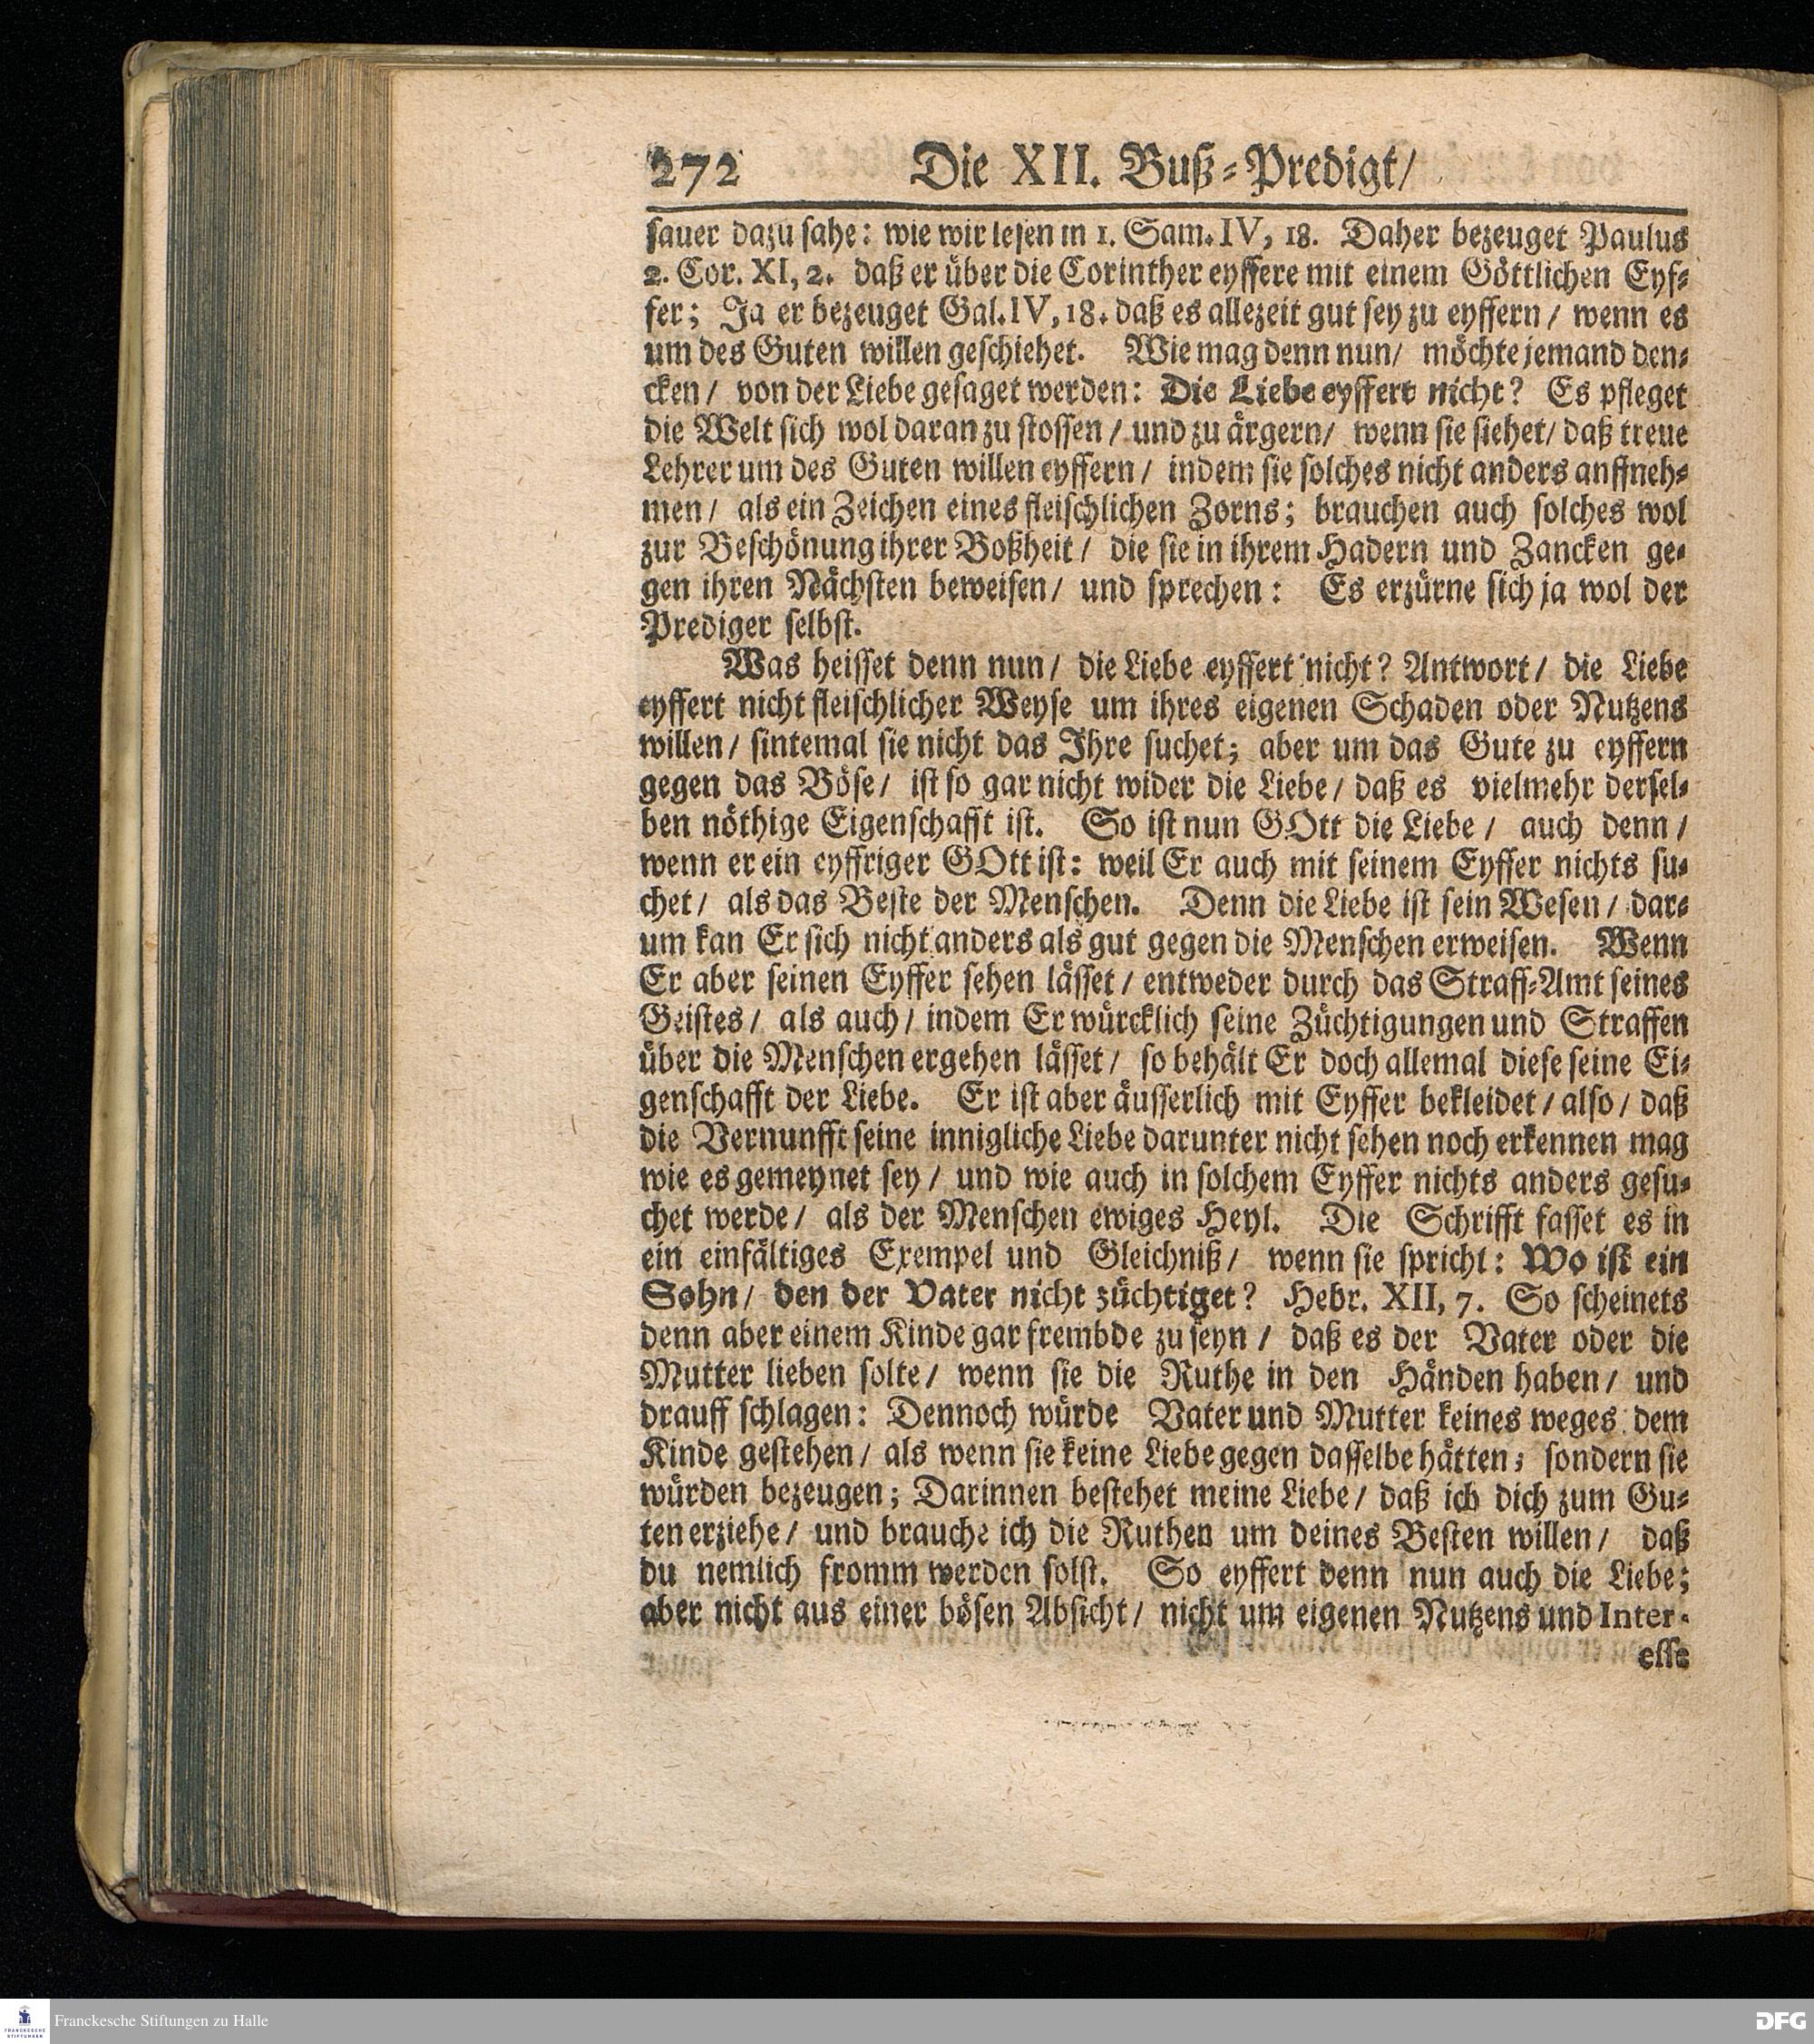 272 Die XII. Buß-Predigt/
sauer dazu sahe: wie wir lesen in 1. Sam. IV, 18. Daher bezeuget Paulus
2. Cor. XI, 2. daß er über die Corinther eyffere mit einem Göttlichen Eyf-
fer; Ja er bezeuget Gal. IV, 18. daß es allezeit gut sey zu eyffern/ wenn es
um des Guten willen geschiehet. Wie mag denn nun/ möchte jemand den-
cken/ von der Liebe gesaget werden: Die Liebe eyffert nicht? Es pfleget
die Welt sich wol daran zu stossen/ und zu ärgern/ wenn sie siehet/ daß treue
Lehrer um des Guten willen eyffern/ indem sie solches nicht anders anffneh-
men/ als ein Zeichen eines fleischlichen Zorns; brauchen auch solches wol
zur Beschönung ihrer Boßheit/ die sie in ihrem Hadern und Zancken ge-
gen ihren Nächsten beweisen/ und sprechen: Es erzürne sich ja wol der
Prediger selbst.
Was heisset denn nun/ die Liebe eyffert nicht? Antwort/ die Liebe
eyffert nicht fleischlicher Weyse um ihres eigenen Schaden oder Nutzens
willen/ sintemal sie nicht das Ihre suchet; aber um das Gute zu eyffern
gegen das Böse/ ist so gar nicht wider die Liebe/ daß es vielmehr dersel-
ben nöthige Eigenschafft ist. So ist nun GOtt die Liebe/ auch denn/
wenn er ein eyffriger GOtt ist: weil Er auch mit seinem Eyffer nichts su-
chet/ als das Beste der Menschen. Denn die Liebe ist sein Wesen/ dar-
um kan Er sich nicht anders als gut gegen die Menschen erweisen. Wenn
Er aber seinen Eyffer sehen lässet/ entweder durch das Straff-Amt seines
Geistes/ als auch/ indem Er würcklich seine Züchtigungen und Straffen
über die Menschen ergehen lässet/ so behält Er doch allemal diese seine Ei-
genschafft der Liebe. Er ist aber äusserlich mit Eyffer bekleidet/ also/ daß
die Vernunfft seine innigliche Liebe darunter nicht sehen noch erkennen mag
wie es gemeynet sey/ und wie auch in solchem Eyffer nichts anders gesu-
chet werde/ als der Menschen ewiges Heyl. Die Schrifft fasset es in
ein einfältiges Exempel und Gleichniß/ wenn sie spricht: Wo ist ein
Sohn/ den der Vater nicht züchtiget? Hebr. XII, 7. So scheinets
denn aber einem Kinde gar frembde zu seyn/ daß es der Vater oder die
Mutter lieben solte/ wenn sie die Ruthe in den Händen haben/ und
drauff schlagen: Dennoch würde Vater und Mutter keines weges dem
Kinde gestehen/ als wenn sie keine Liebe gegen dasselbe hätten; sondern sie
würden bezeugen; Darinnen bestehet meine Liebe/ daß ich dich zum Gu-
ten erziehe/ und brauche ich die Ruthen um deines Besten willen/ daß
du nemlich fromm werden solst. So eyffert denn nun auch die Liebe;
aber nicht aus einer bösen Absicht/ nicht um eigenen Nutzens und Inter-
esse
FRANCKESCHE STIFTUNGEN
Franckesche Stiftungen zu Halle
DFG